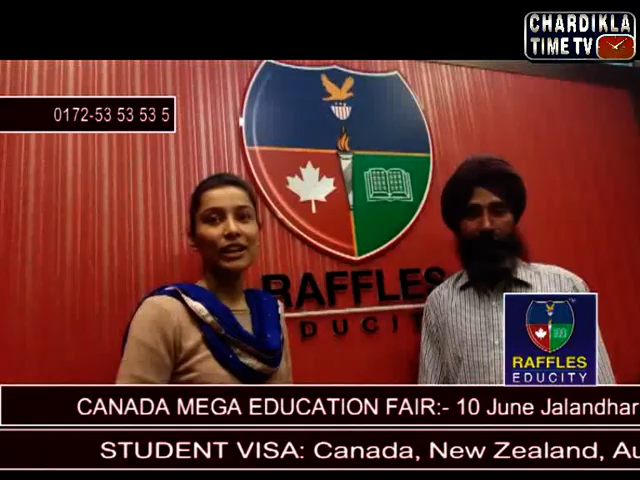 CHARDIKLA
TIME TV
0172-53 53 53 5
RAFFLES
EDUCIT
RAFFLES
EDUCITY
CANADA MEGA EDUCATION FAIR:- 10 June Jalandhar
STUDENT VISA: Canada, New Zealand, Au